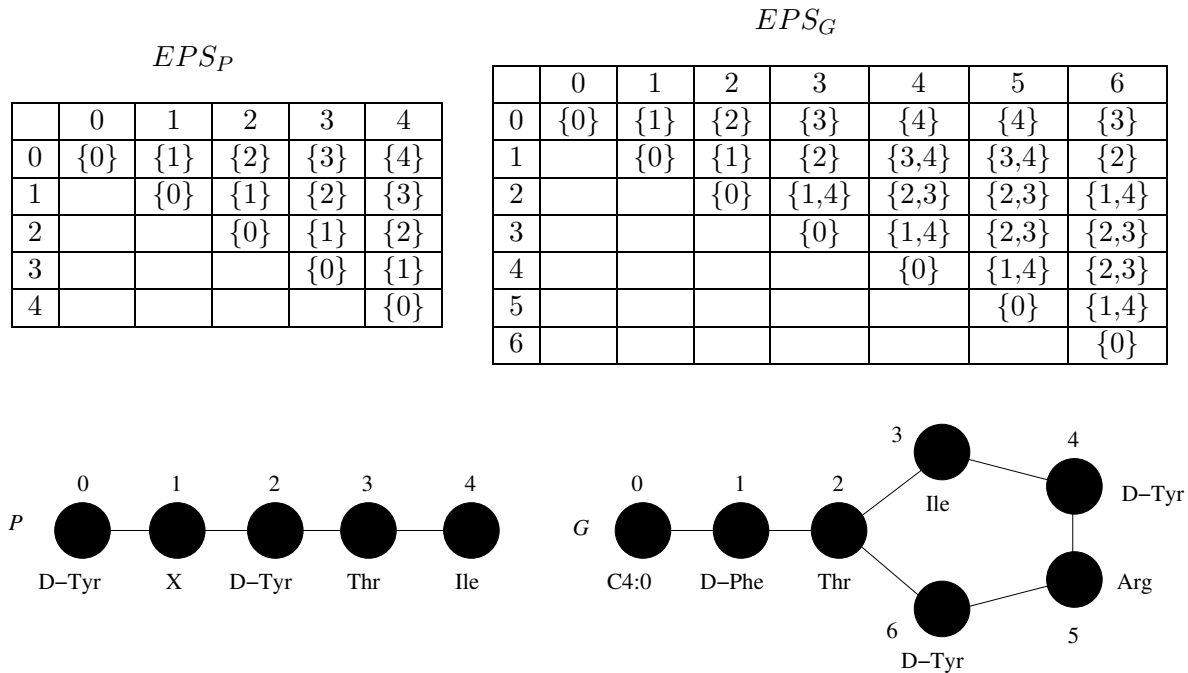 EPS_P
0 1 2 3 4
0 {0} {1} {2} {3} {4}
1 {0} {1} {2} {3}
2 {0} {1} {2}
3 {0} {1}
4 {0}
EPS_G
0 1 2 3 4 5 6
0 {0} {1} {2} {3} {4} {4} {3}
1 {0} {1} {2} {3,4} {3,4} {2}
2 {0} {1,4} {2,3} {2,3} {1,4}
3 {0} {1,4} {2,3} {2,3}
4 {0} {1,4} {2,3}
5 {0} {1,4}
6 {0}
0 1 2 3 4
P
D–Tyr X D–Tyr Thr Ile
0 1 2 3 4
G
C4:0 D–Phe Thr Ile D–Tyr
Arg
6 5
D–Tyr